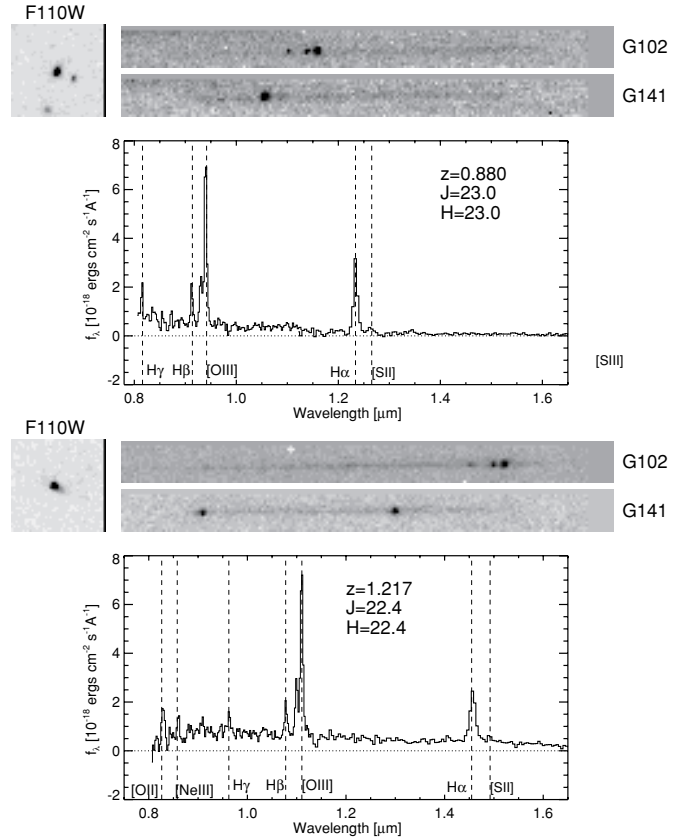 F110W
G102
G141
8
6
4
2
0
-2
fλ [10⁻¹⁸ ergs cm⁻² s⁻¹A⁻¹]
z=0.880
J=23.0
H=23.0
Hγ Hβ [OIII] Hα [SII] [SIII]
0.8 1.0 1.2 1.4 1.6
Wavelength [μm]
F110W
G102
G141
8
6
4
2
0
-2
fλ [10⁻¹⁸ ergs cm⁻² s⁻¹A⁻¹]
z=1.217
J=22.4
H=22.4
[OII] [NeIII] Hγ Hβ [OIII] Hα [SII]
0.8 1.0 1.2 1.4 1.6
Wavelength [μm]